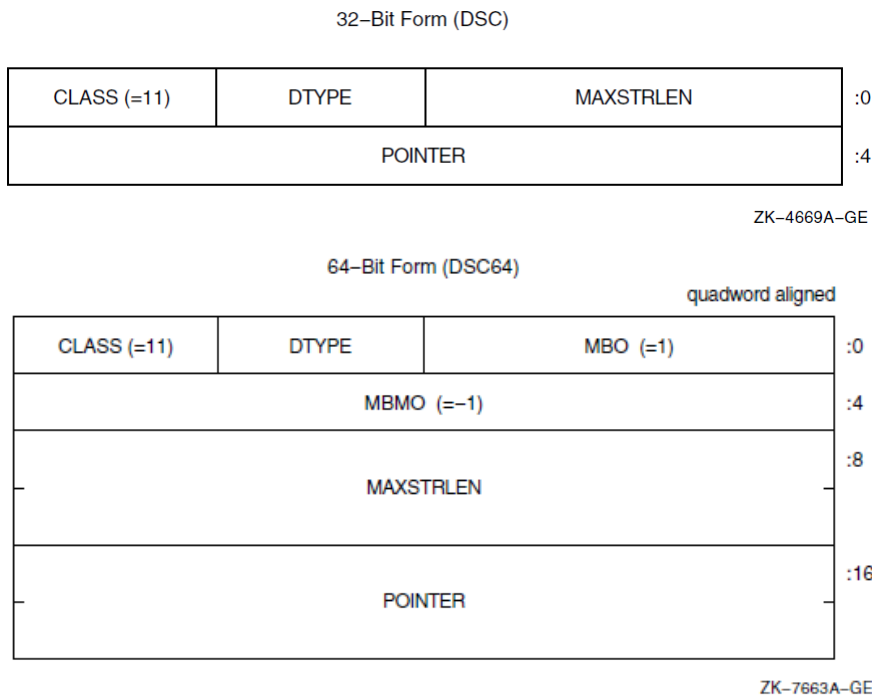 32–Bit Form (DSC)
CLASS (=11) DTYPE MAXSTRLEN :0
POINTER :4
ZK–4669A–GE
64–Bit Form (DSC64)
quadword aligned
CLASS (=11) DTYPE MBO (=1) :0
MBMO (=–1) :4
:8
MAXSTRLEN
:16
POINTER
ZK–7663A–GE